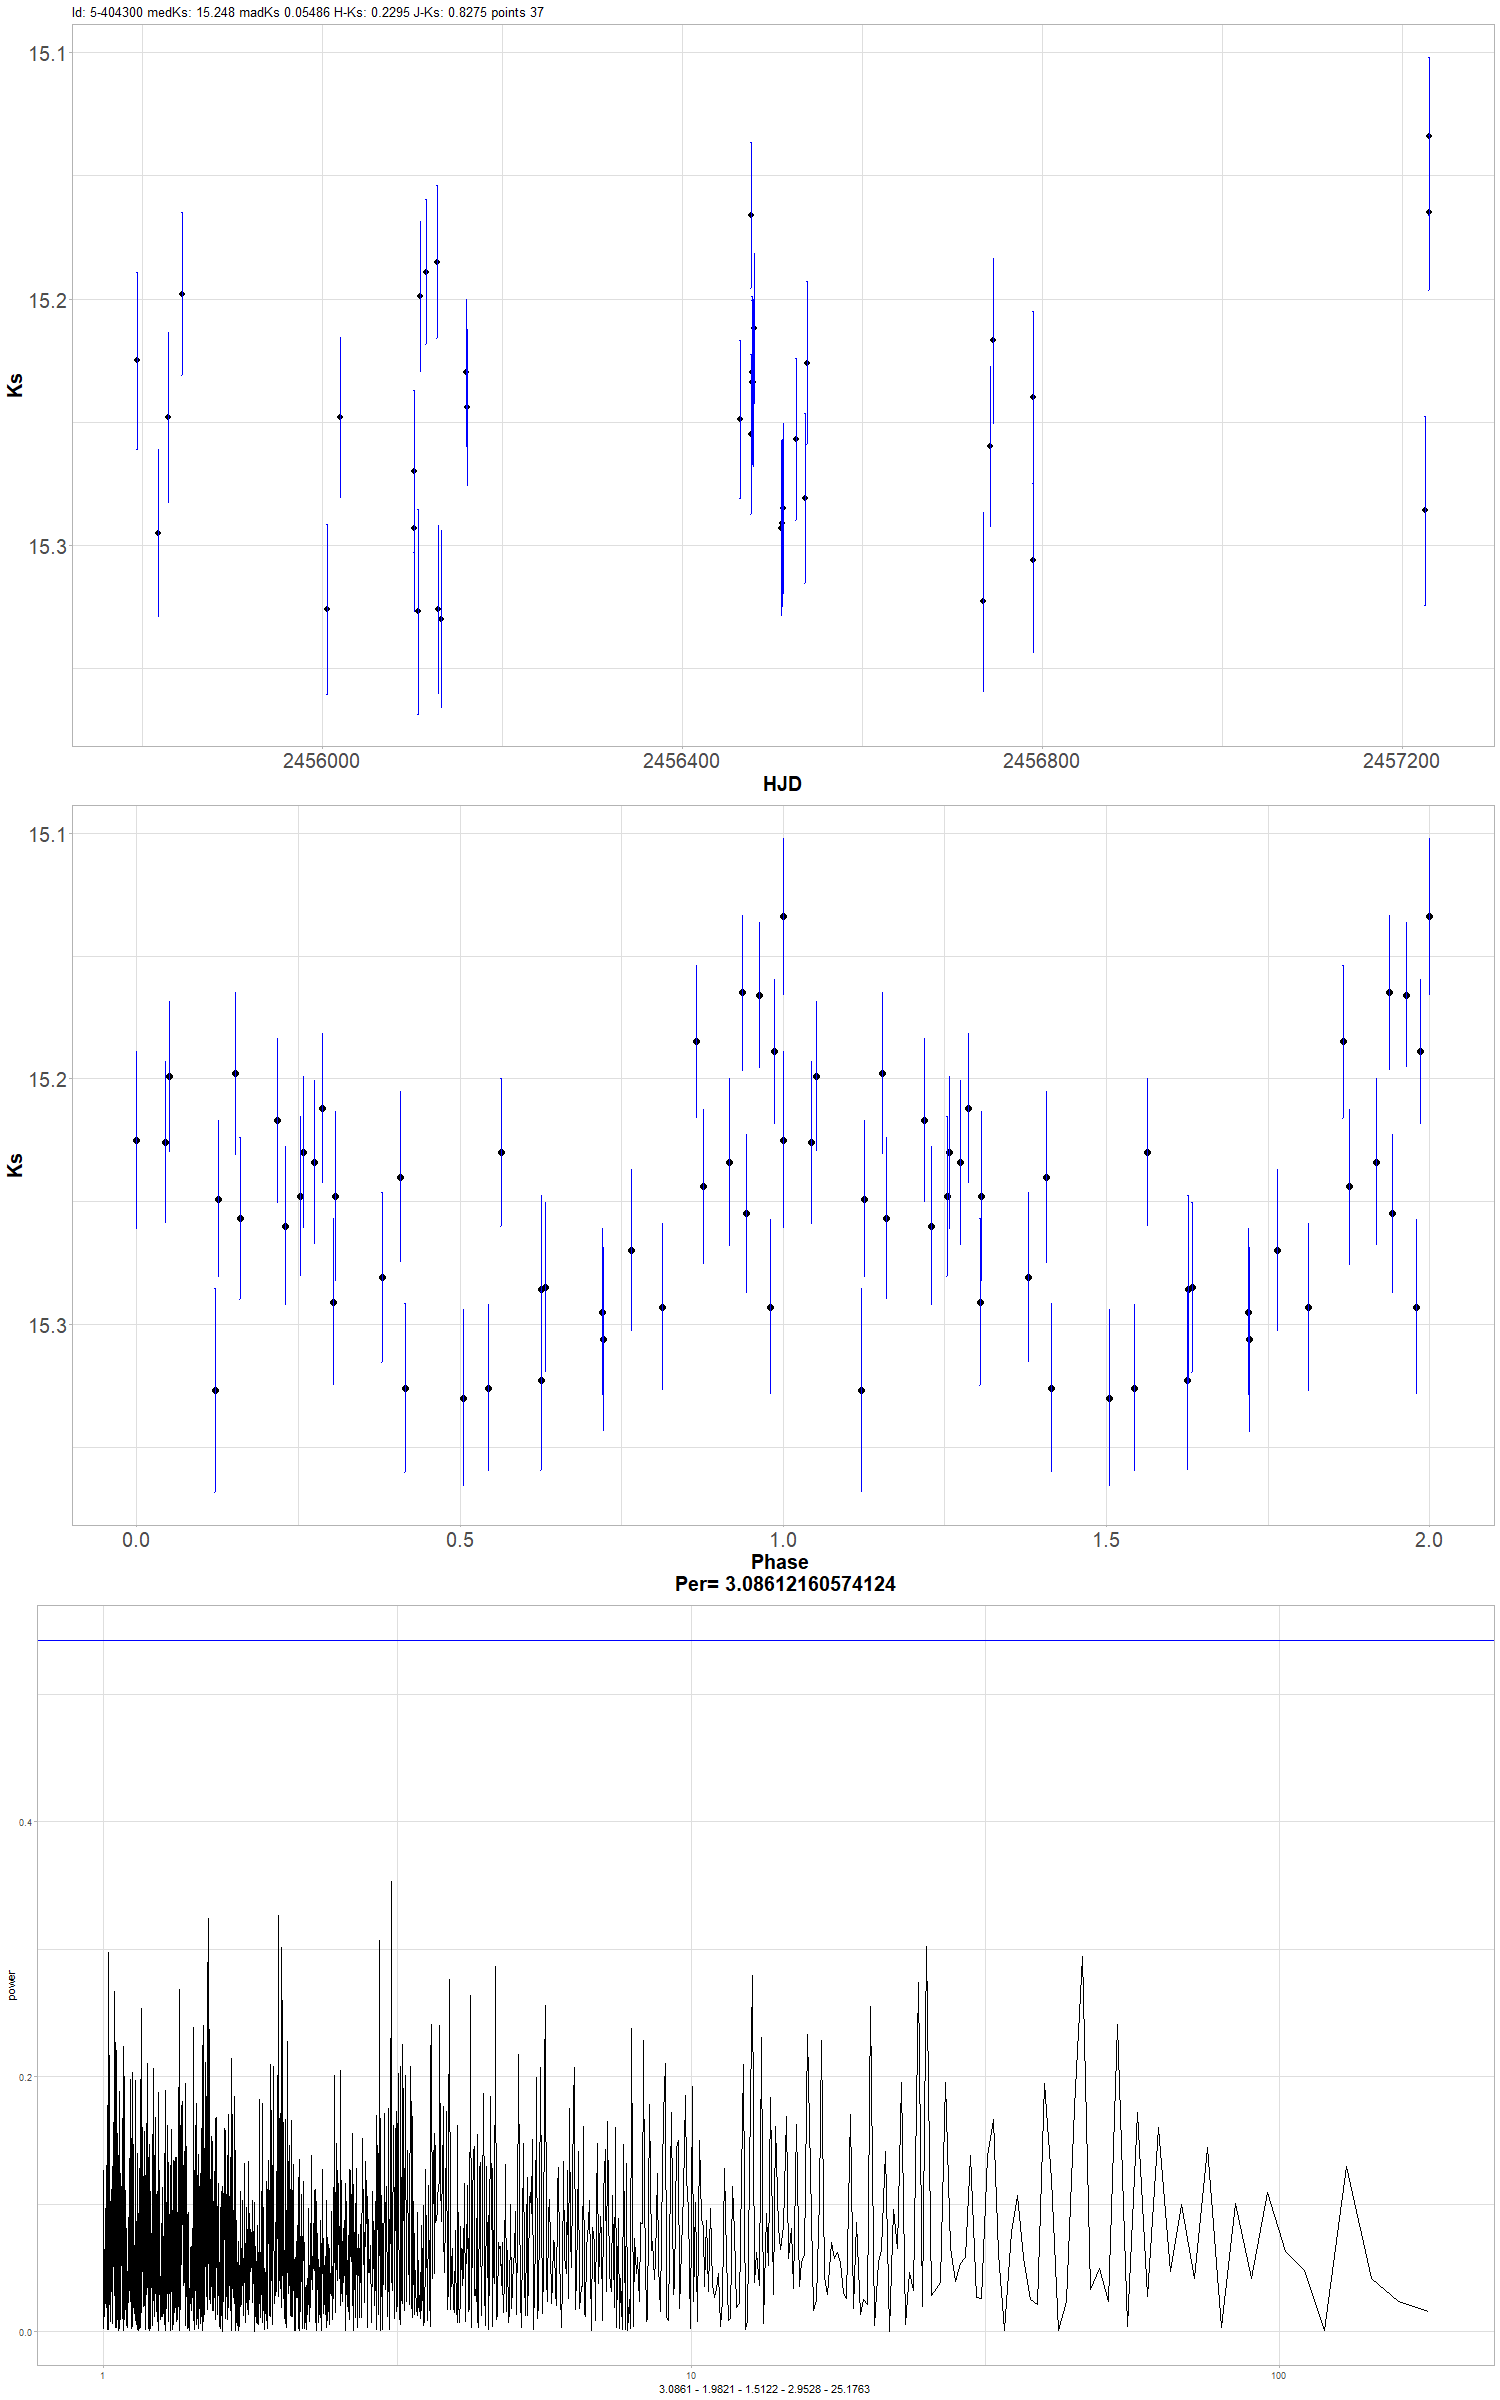 Id: 5-404300 medKs: 15.248 madKs 0.05486 H-Ks: 0.2295 J-Ks: 0.8275 points 37
15.1
15.2
15.3
Ks
2456000 2456400 2456800 2457200
HJD
15.1
15.2
15.3
Ks
0.0 0.5 1.0 1.5 2.0
Phase
Per= 3.08612160574124
0.4
0.2
0.0
power
1 10 100
3.0861 - 1.9821 - 1.5122 - 2.9528 - 25.1763